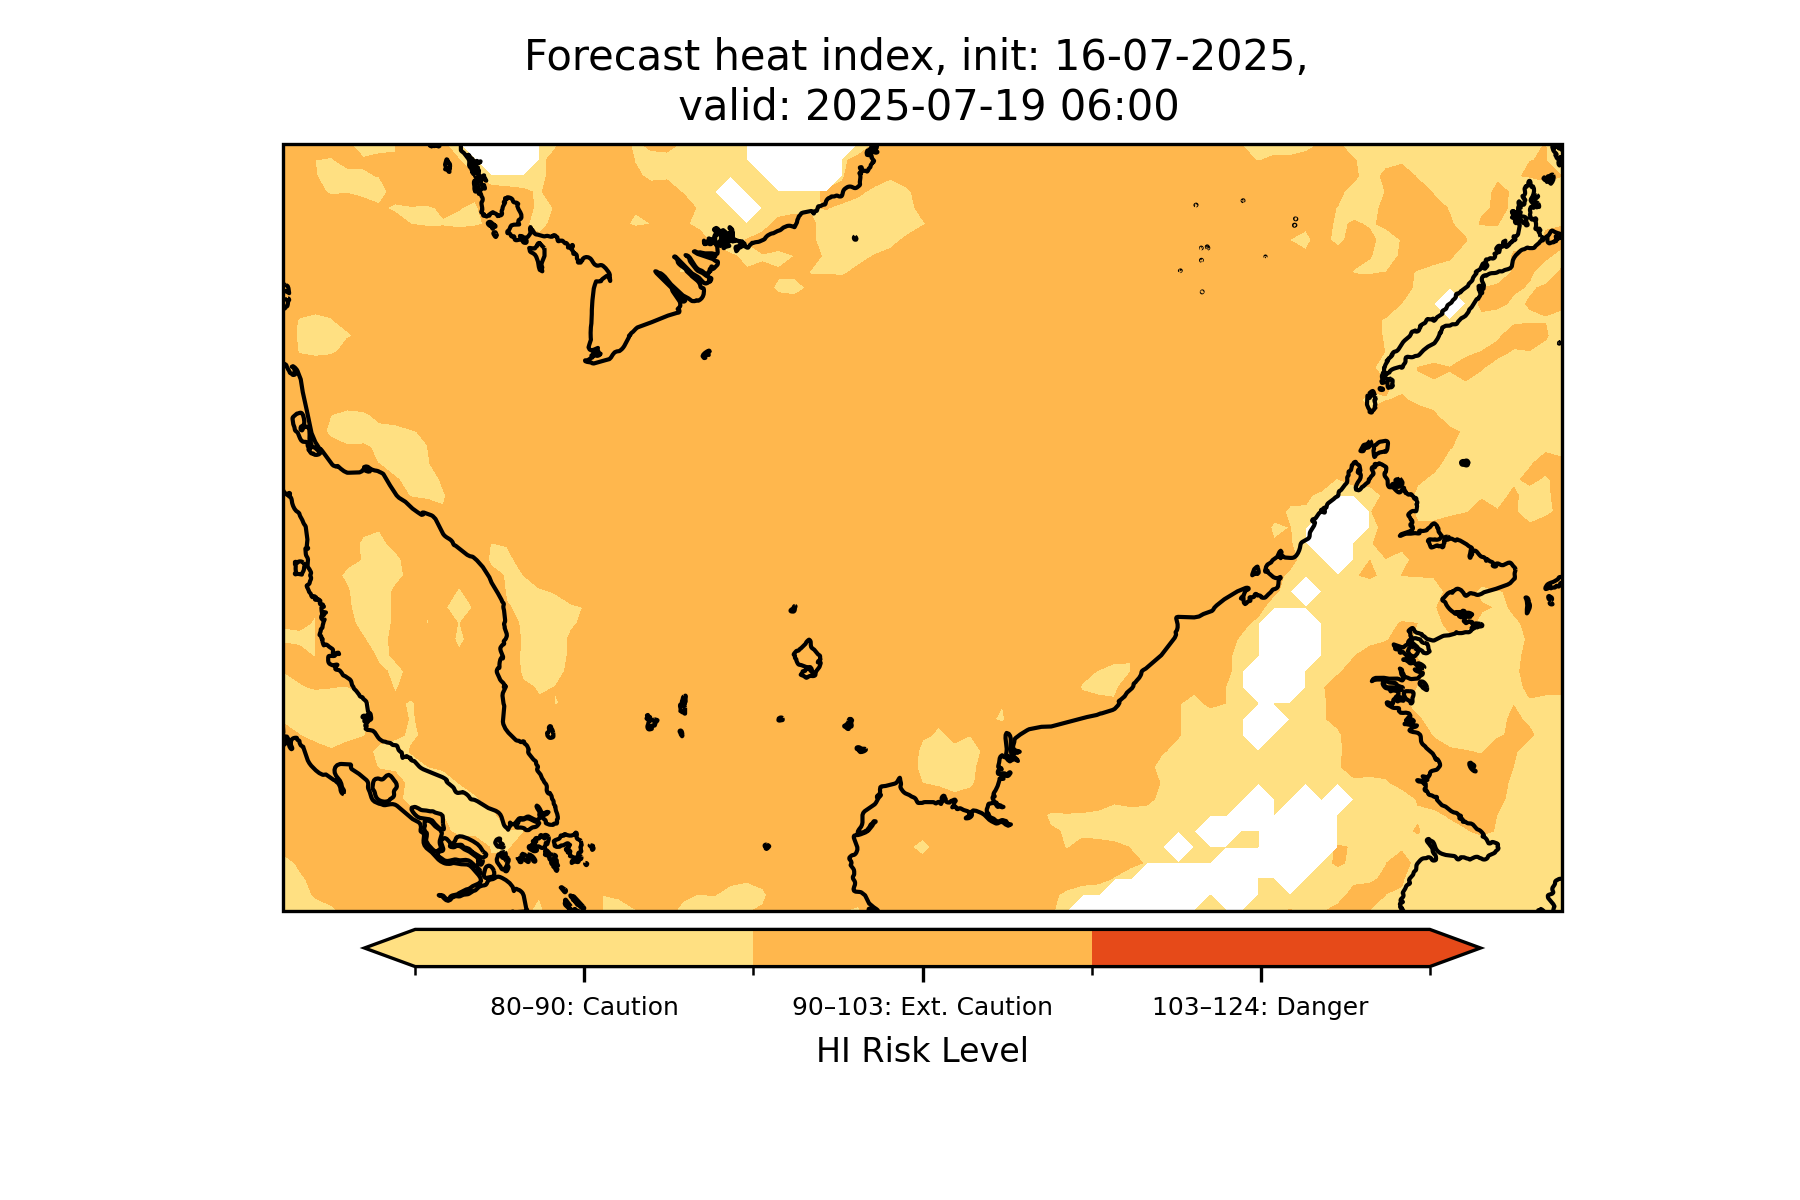 Forecast heat index, init: 16-07-2025,
valid: 2025-07-19 06:00
80–90: Caution
90–103: Ext. Caution
103–124: Danger
HI Risk Level